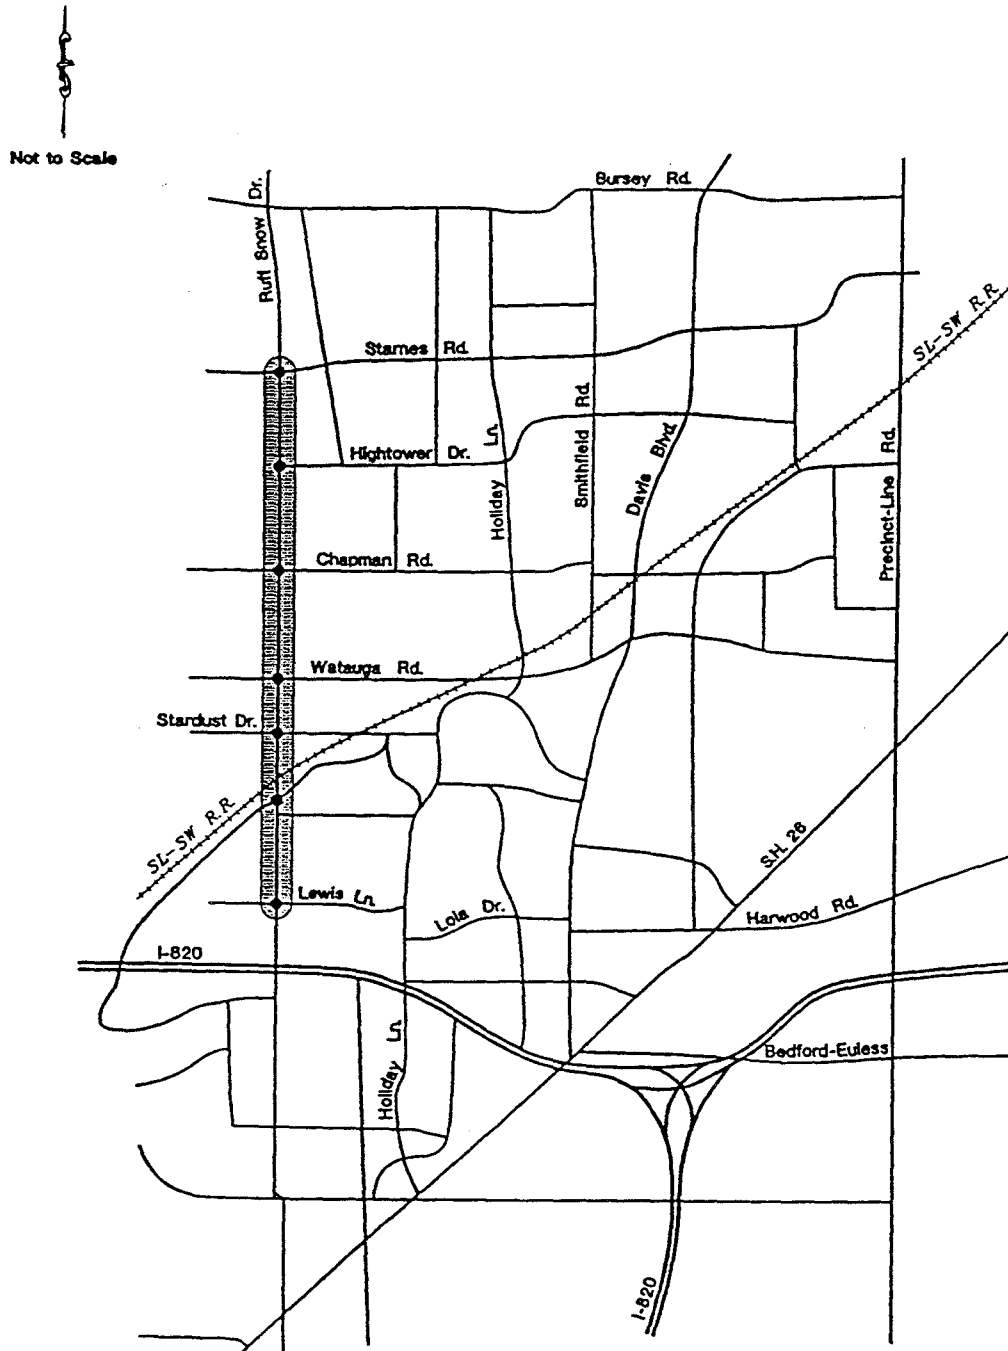 Not to Scale
Bursey Rd.
Ruff Snow Dr.
SL-SW R.R.
Starnes Rd.
Smithfield Rd.
Hightower Dr.
Holiday Ln.
Davis Blvd.
Precinct-Line Rd.
Chapman Rd.
Watauga Rd.
Stardust Dr.
SL-SW R.R.
S.H. 26
Lewis Ln.
Lola Dr.
Harwood Rd.
I-820
Holiday Ln.
Bedford-Euless
I-820